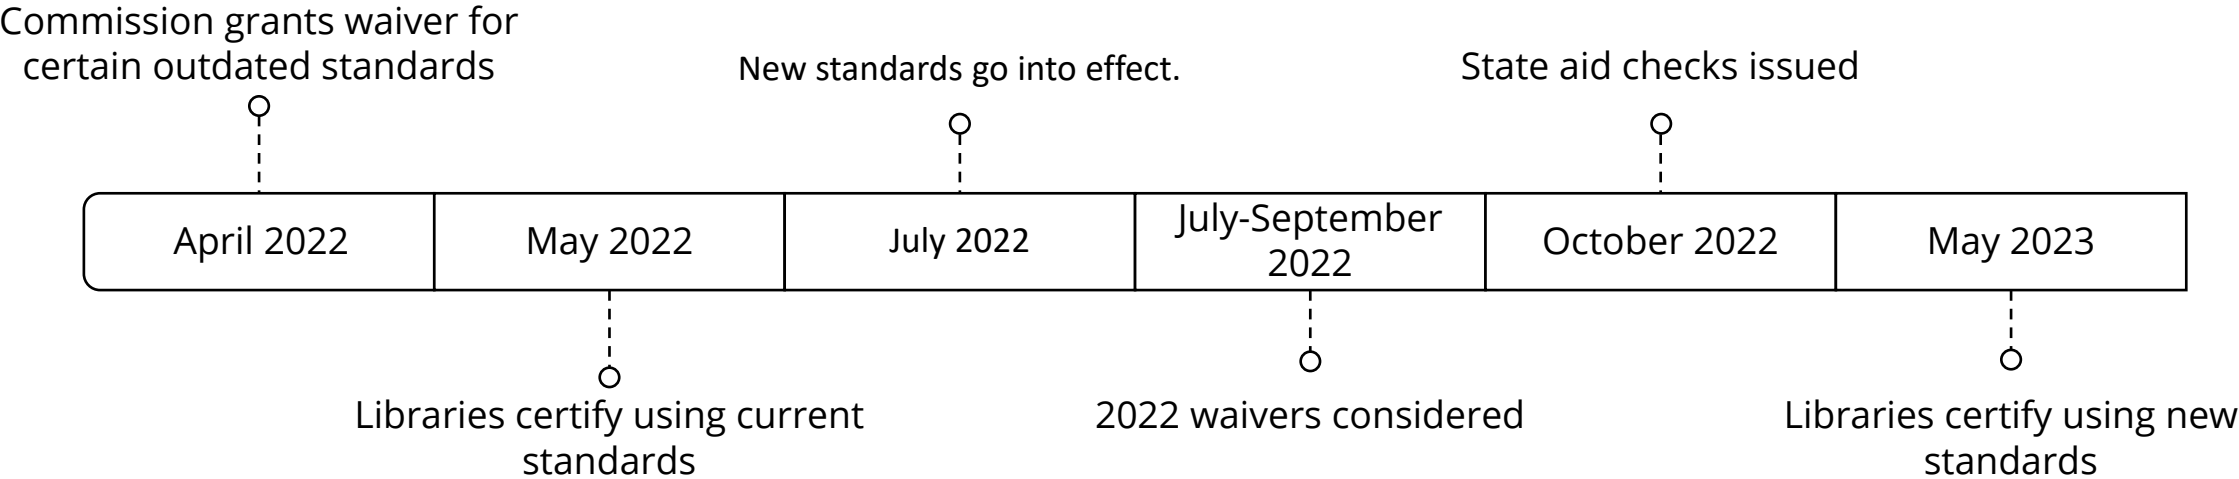 Commission grants waiver for
certain outdated standards
New standards go into effect.
State aid checks issued
April 2022
May 2022
July 2022
July-September
2022
October 2022
May 2023
Libraries certify using current
standards
2022 waivers considered
Libraries certify using new
standards